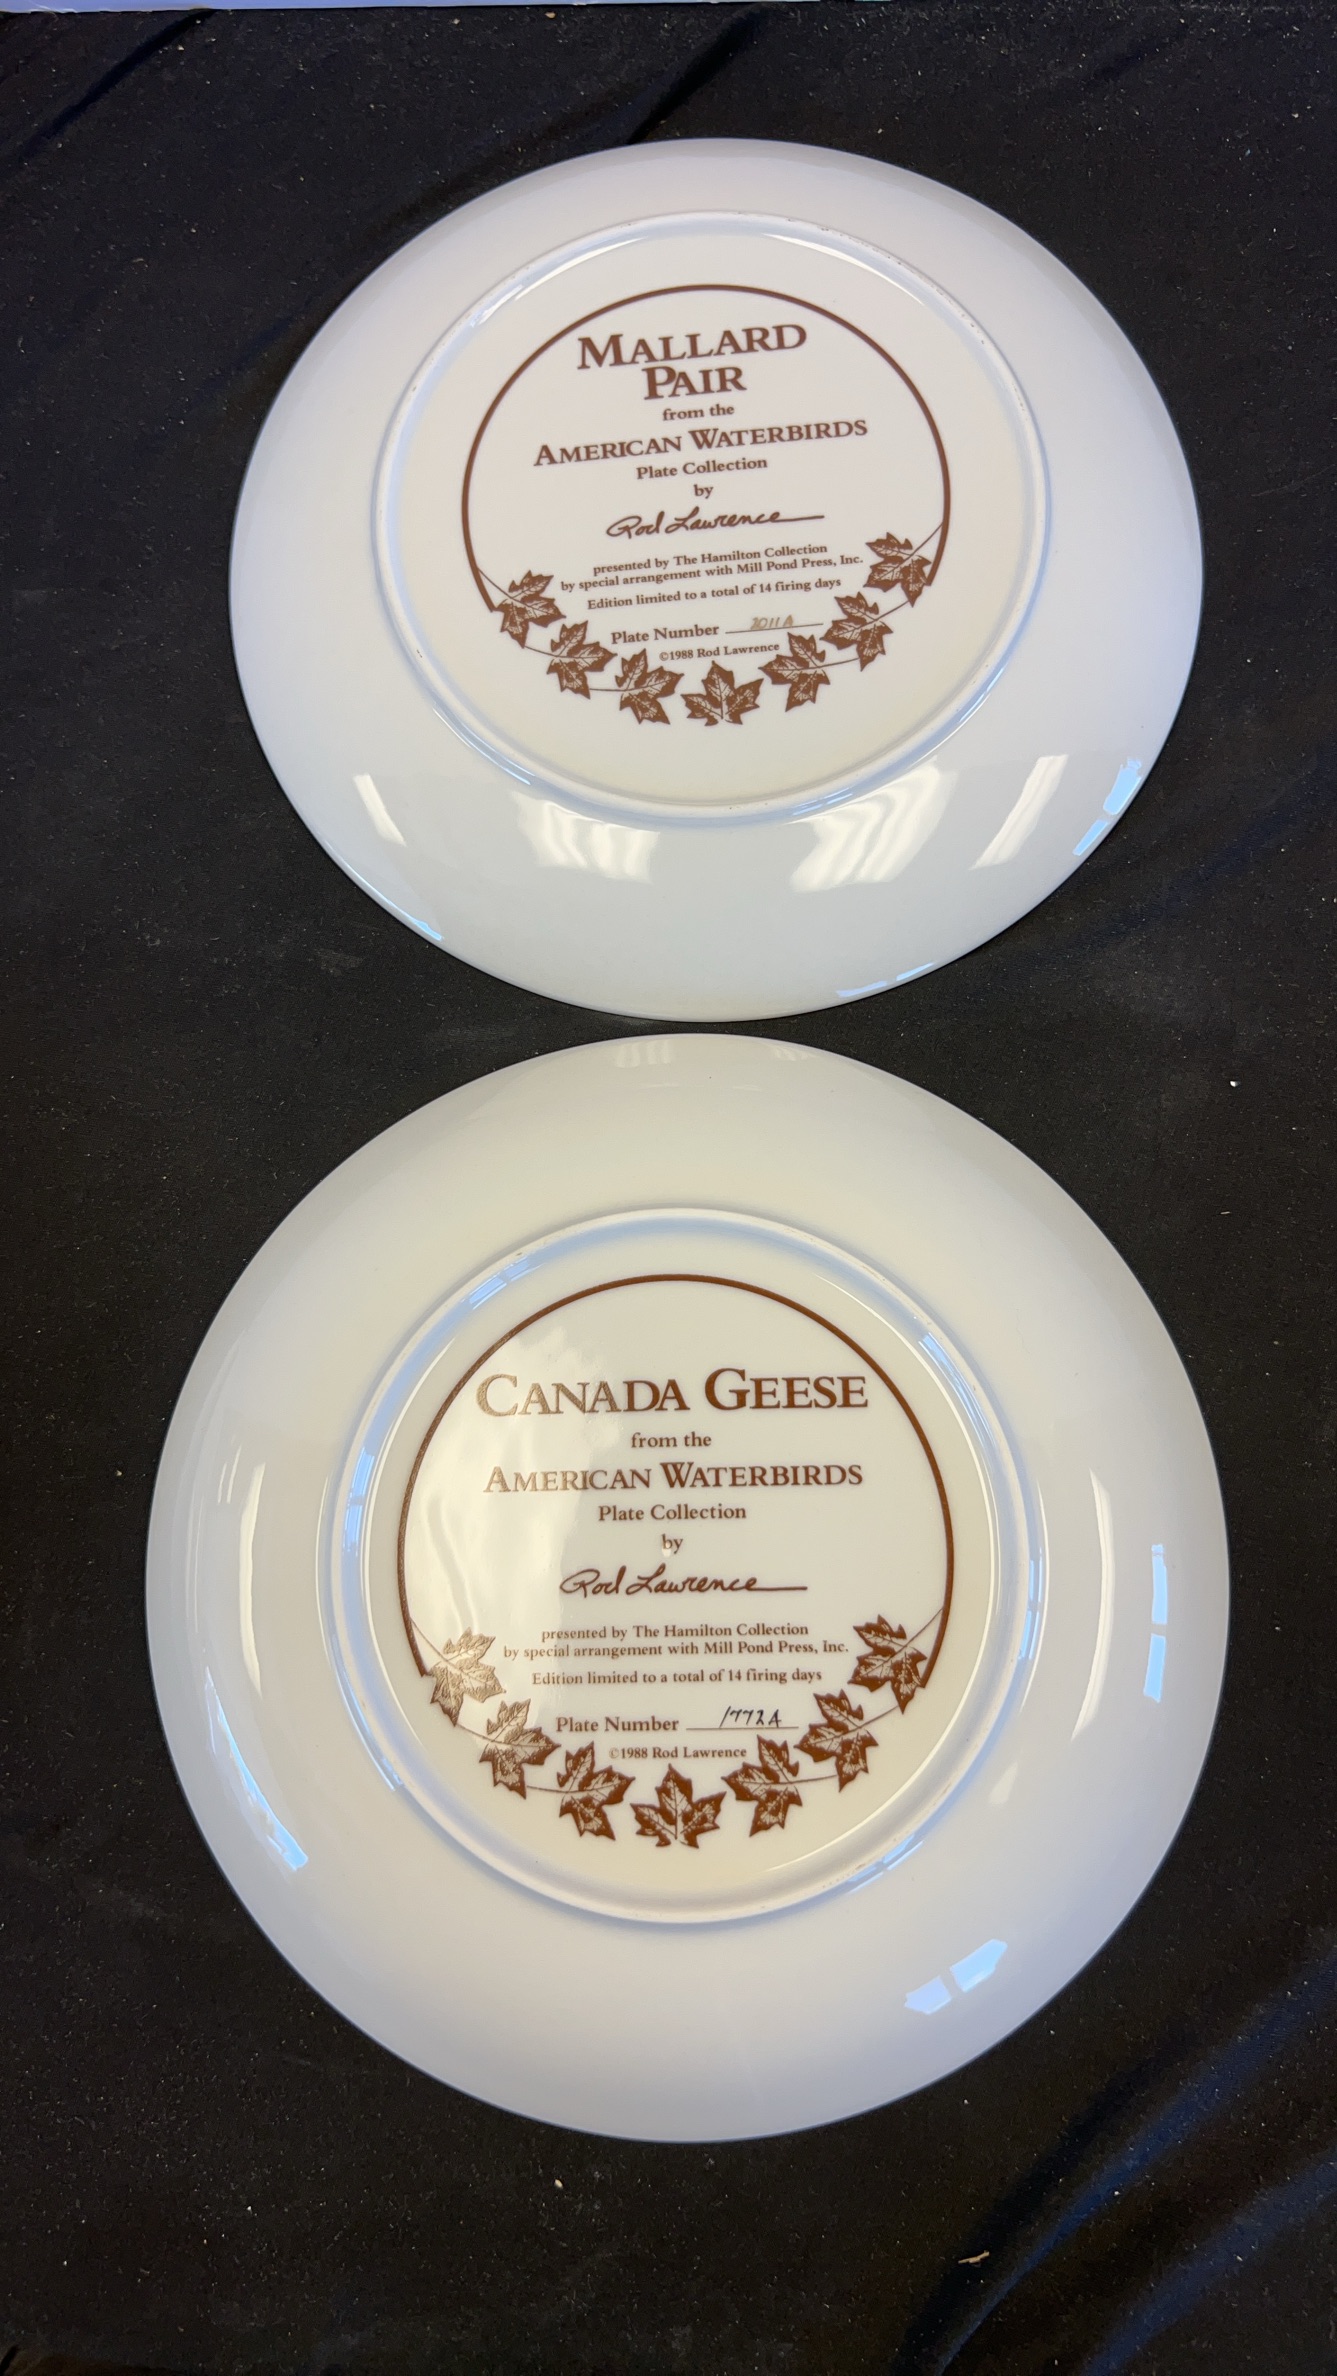 MALLARD
PAIR
from the
AMERICAN WATERBIRDS
Plate Collection
by
Rod Lawrence
presented by The Hamilton Collection
by special arrangement with Mill Pond Press, Inc.
Edition limited to a total of 14 firing days
Plate Number 2011A
©1988 Rod Lawrence
CANADA GEESE
from the
AMERICAN WATERBIRDS
Plate Collection
by
Rod Lawrence
presented by The Hamilton Collection
by special arrangement with Mill Pond Press, Inc.
Edition limited to a total of 14 firing days
Plate Number 1772A
©1988 Rod Lawrence